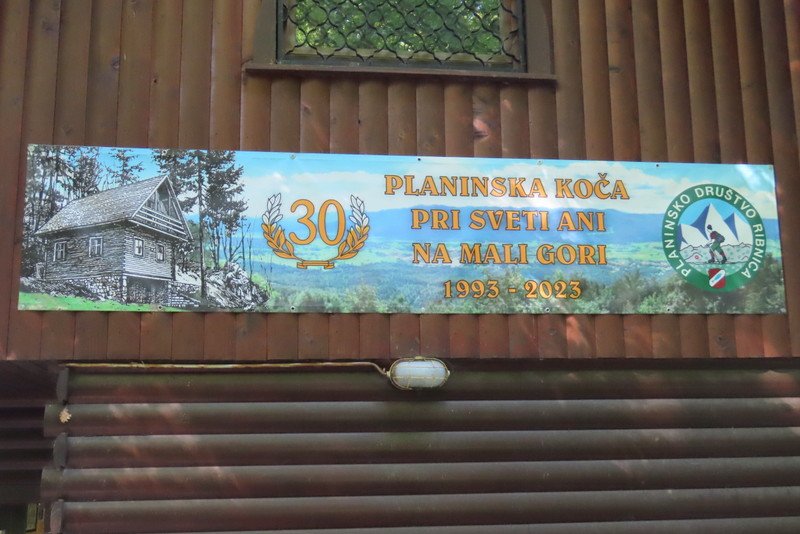 30
PLANINSKA KOČA
PRI SVETI ANI
NA MALI GORI
1993 - 2023
PLANINSKO DRUŠTVO RIBNICA